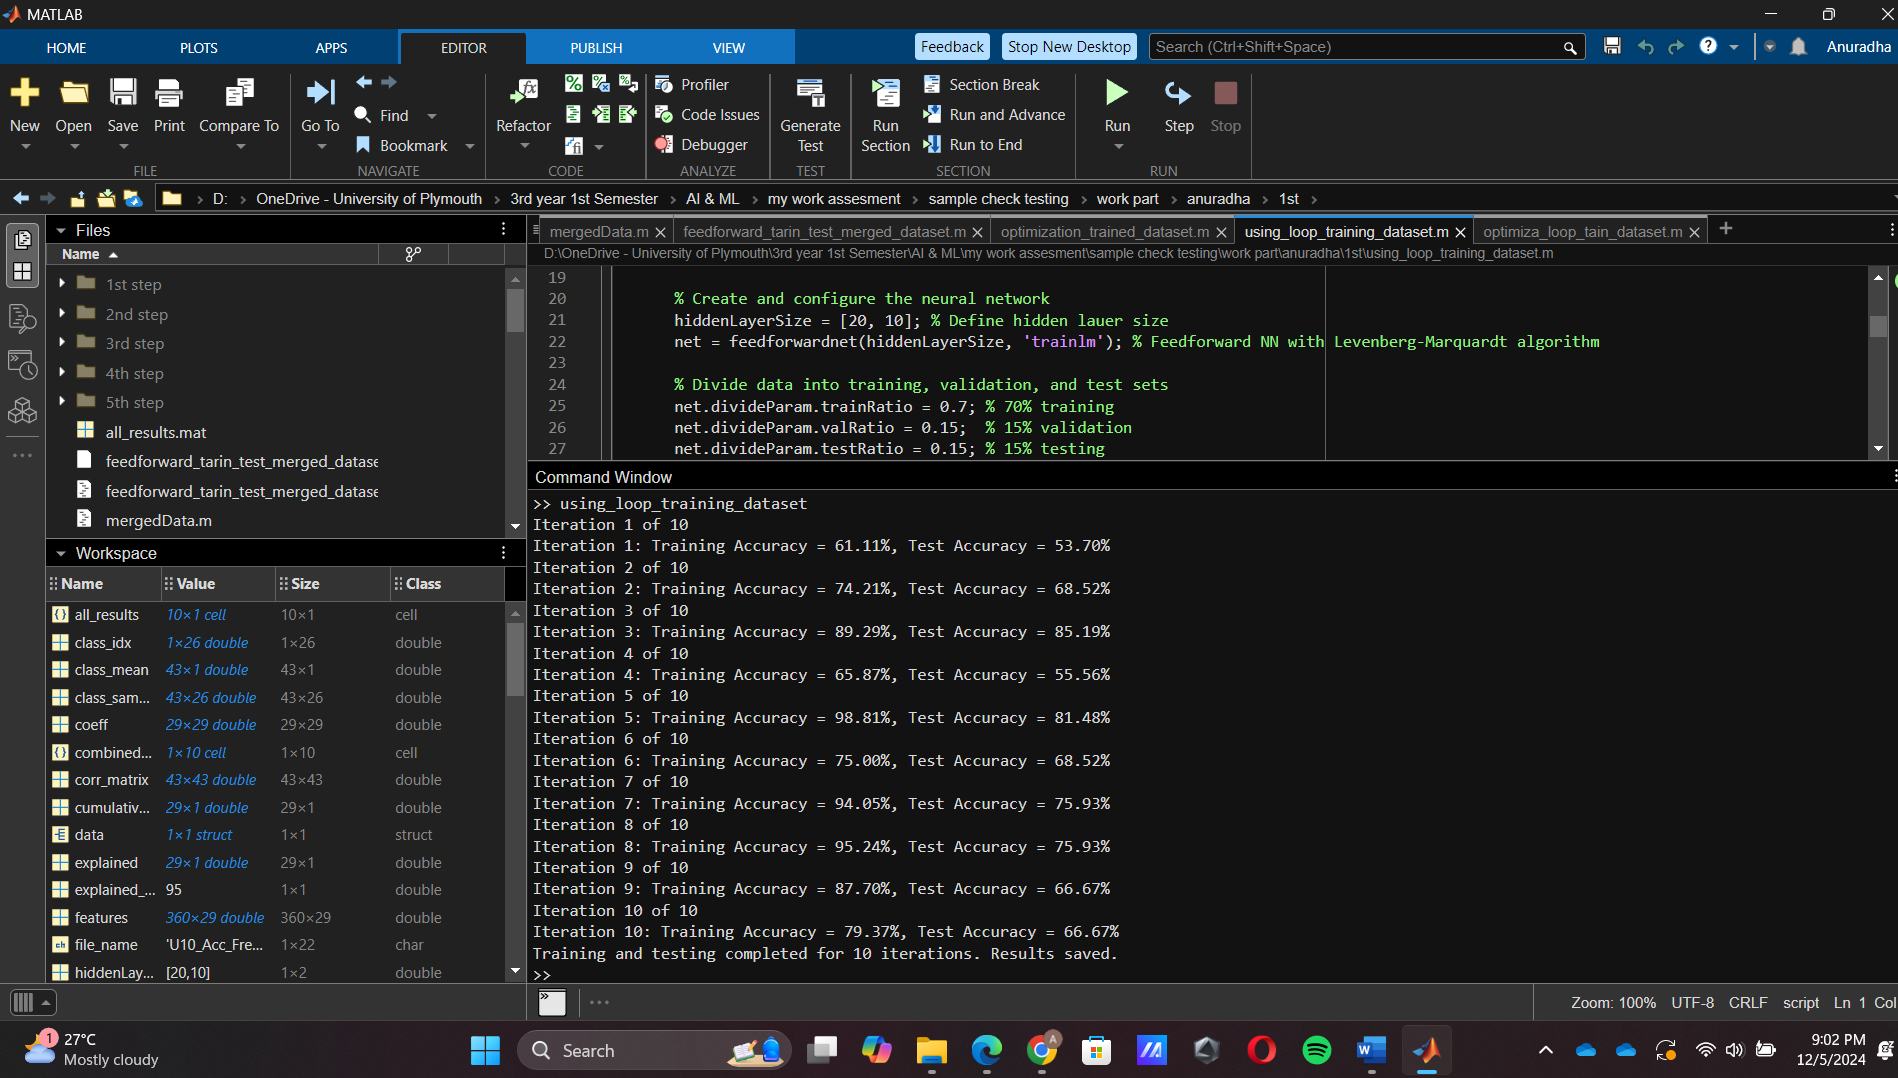 MATLAB
HOME PLOTS APPS EDITOR PUBLISH VIEW Feedback Stop New Desktop Search (Ctrl+Shift+Space) Anuradha
New Open Save Print Compare To Go To Find Bookmark Refactor Profiler Code Issues Debugger Generate Test Run Section Section Break Run and Advance Run to End Run Step Stop
FILE NAVIGATE CODE ANALYZE TEST SECTION RUN
D: › OneDrive - University of Plymouth › 3rd year 1st Semester › AI & ML › my work assesment › sample check testing › work part › anuradha › 1st ›
Files
Name
1st step
2nd step
3rd step
4th step
5th step
all_results.mat
feedforward_tarin_test_merged_datase
feedforward_tarin_test_merged_datase
mergedData.m
Workspace
Name Value Size Class
all_results 10×1 cell 10×1 cell
class_idx 1×26 double 1×26 double
class_mean 43×1 double 43×1 double
class_sam... 43×26 double 43×26 double
coeff 29×29 double 29×29 double
combined... 1×10 cell 1×10 cell
corr_matrix 43×43 double 43×43 double
cumulativ... 29×1 double 29×1 double
data 1×1 struct 1×1 struct
explained 29×1 double 29×1 double
explained_... 95 1×1 double
features 360×29 double 360×29 double
file_name 'U10_Acc_Fre... 1×22 char
hiddenLay... [20,10] 1×2 double
mergedData.m feedforward_tarin_test_merged_dataset.m optimization_trained_dataset.m using_loop_training_dataset.m optimiza_loop_tain_dataset.m
D:\OneDrive - University of Plymouth\3rd year 1st Semester\AI & ML\my work assesment\sample check testing\work part\anuradha\1st\using_loop_training_dataset.m
19
20 % Create and configure the neural network
21 hiddenLayerSize = [20, 10]; % Define hidden lauer size
22 net = feedforwardnet(hiddenLayerSize, 'trainlm'); % Feedforward NN with Levenberg-Marquardt algorithm
23
24 % Divide data into training, validation, and test sets
25 net.divideParam.trainRatio = 0.7; % 70% training
26 net.divideParam.valRatio = 0.15; % 15% validation
27 net.divideParam.testRatio = 0.15; % 15% testing
Command Window
>> using_loop_training_dataset
Iteration 1 of 10
Iteration 1: Training Accuracy = 61.11%, Test Accuracy = 53.70%
Iteration 2 of 10
Iteration 2: Training Accuracy = 74.21%, Test Accuracy = 68.52%
Iteration 3 of 10
Iteration 3: Training Accuracy = 89.29%, Test Accuracy = 85.19%
Iteration 4 of 10
Iteration 4: Training Accuracy = 65.87%, Test Accuracy = 55.56%
Iteration 5 of 10
Iteration 5: Training Accuracy = 98.81%, Test Accuracy = 81.48%
Iteration 6 of 10
Iteration 6: Training Accuracy = 75.00%, Test Accuracy = 68.52%
Iteration 7 of 10
Iteration 7: Training Accuracy = 94.05%, Test Accuracy = 75.93%
Iteration 8 of 10
Iteration 8: Training Accuracy = 95.24%, Test Accuracy = 75.93%
Iteration 9 of 10
Iteration 9: Training Accuracy = 87.70%, Test Accuracy = 66.67%
Iteration 10 of 10
Iteration 10: Training Accuracy = 79.37%, Test Accuracy = 66.67%
Training and testing completed for 10 iterations. Results saved.
>>
Zoom: 100% UTF-8 CRLF script Ln 1 Col
1 27°C
Mostly cloudy
Search
9:02 PM
12/5/2024